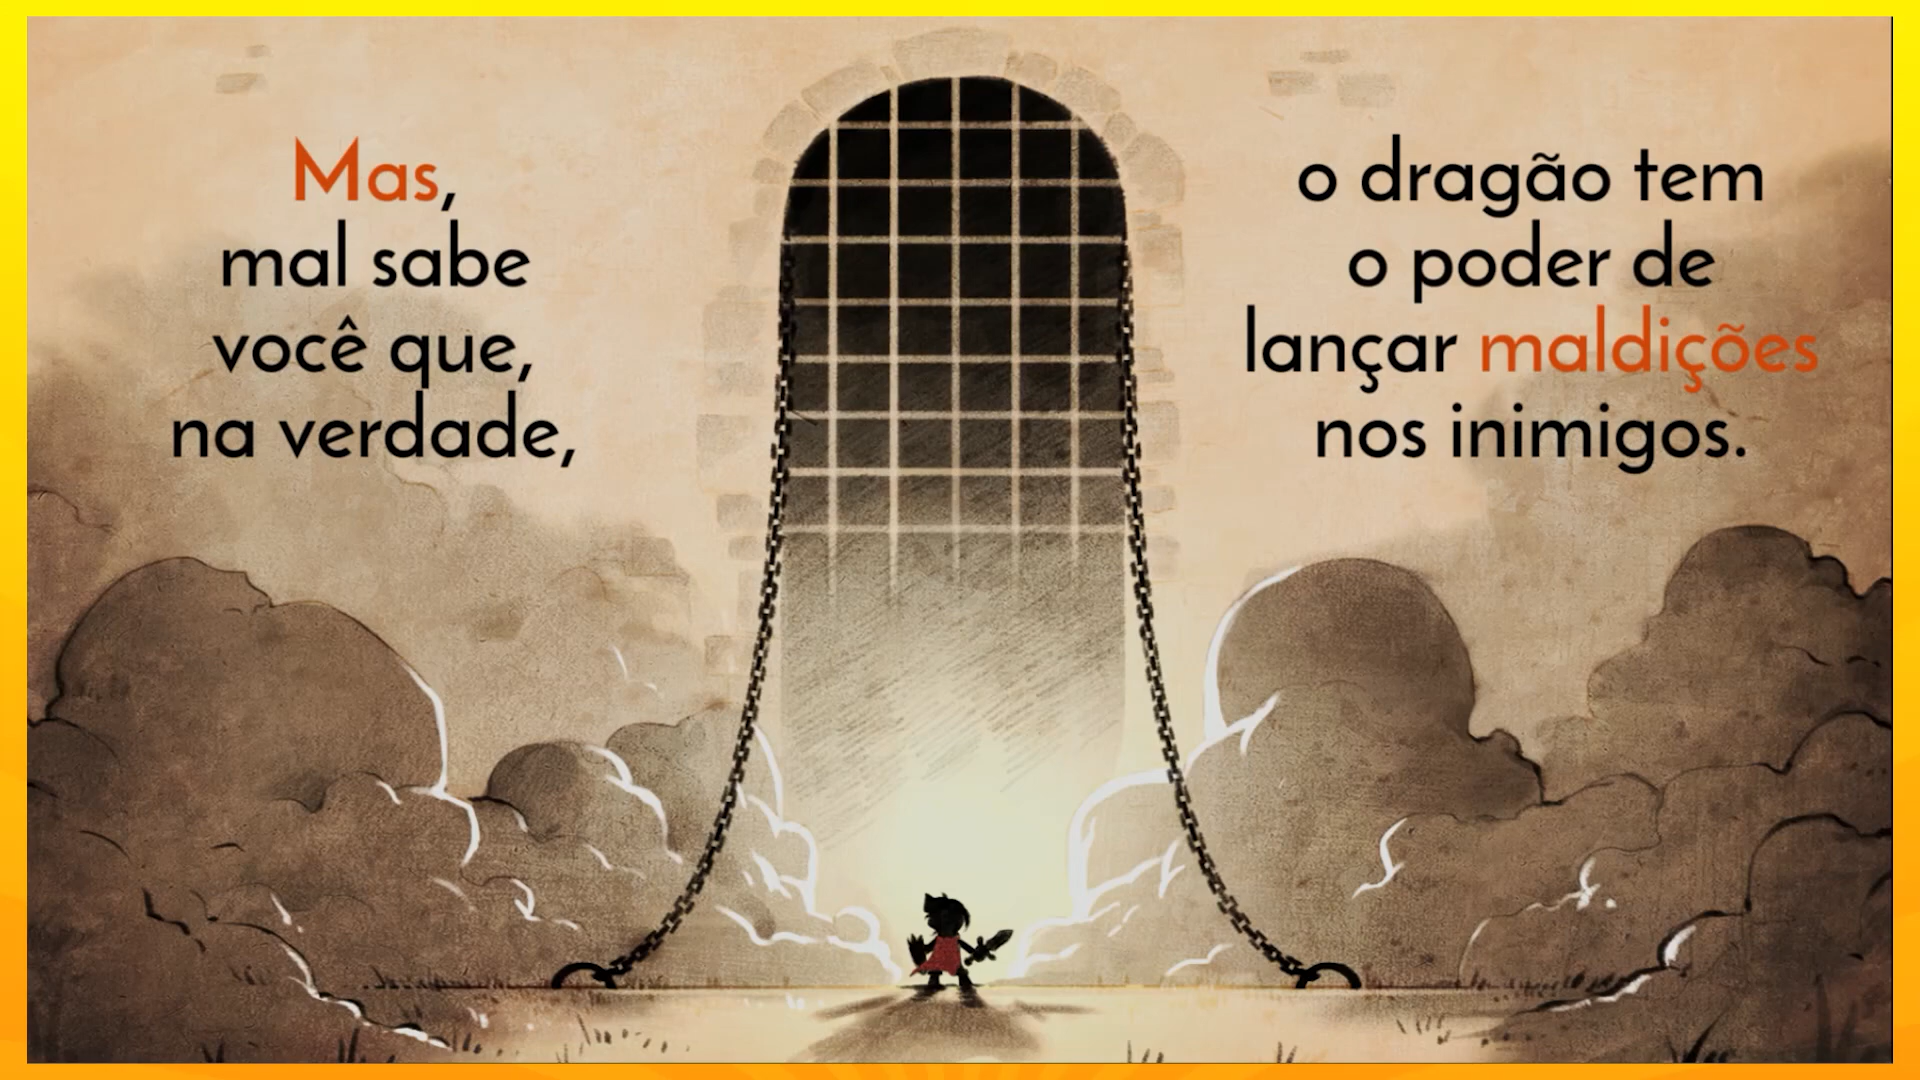 Mas,
mal sabe
você que,
na verdade,
o dragão tem
o poder de
lançar maldições
nos inimigos.